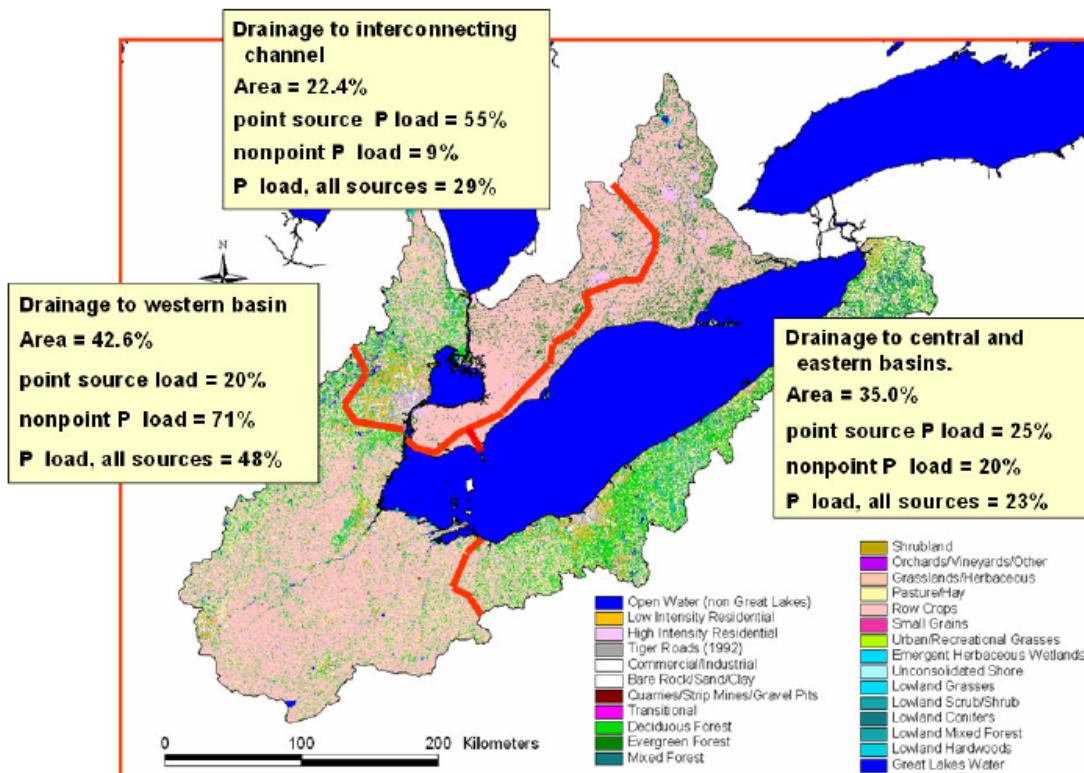 Drainage to interconnecting
channel
Area = 22.4%
point source P load = 55%
nonpoint P load = 9%
P load, all sources = 29%
N
Drainage to western basin
Area = 42.6%
point source load = 20%
nonpoint P load = 71%
P load, all sources = 48%
Drainage to central and
eastern basins.
Area = 35.0%
point source P load = 25%
nonpoint P load = 20%
P load, all sources = 23%
0 100 200 Kilometers
Open Water (non Great Lakes)
Low Intensity Residential
High Intensity Residential
Tiger Roads (1992)
Commercial/Industrial
Bare Rock/Sand/Clay
Quarries/Strip Mines/Gravel Pits
Transitional
Deciduous Forest
Evergreen Forest
Mixed Forest
Shrubland
Orchards/Vineyards/Other
Grasslands/Herbaceous
Pasture/Hay
Row Crops
Small Grains
Urban/Recreational Grasses
Emergent Herbaceous Wetlands
Unconsolidated Shore
Lowland Grasses
Lowland Scrub/Shrub
Lowland Conifers
Lowland Mixed Forest
Lowland Hardwoods
Great Lakes Water